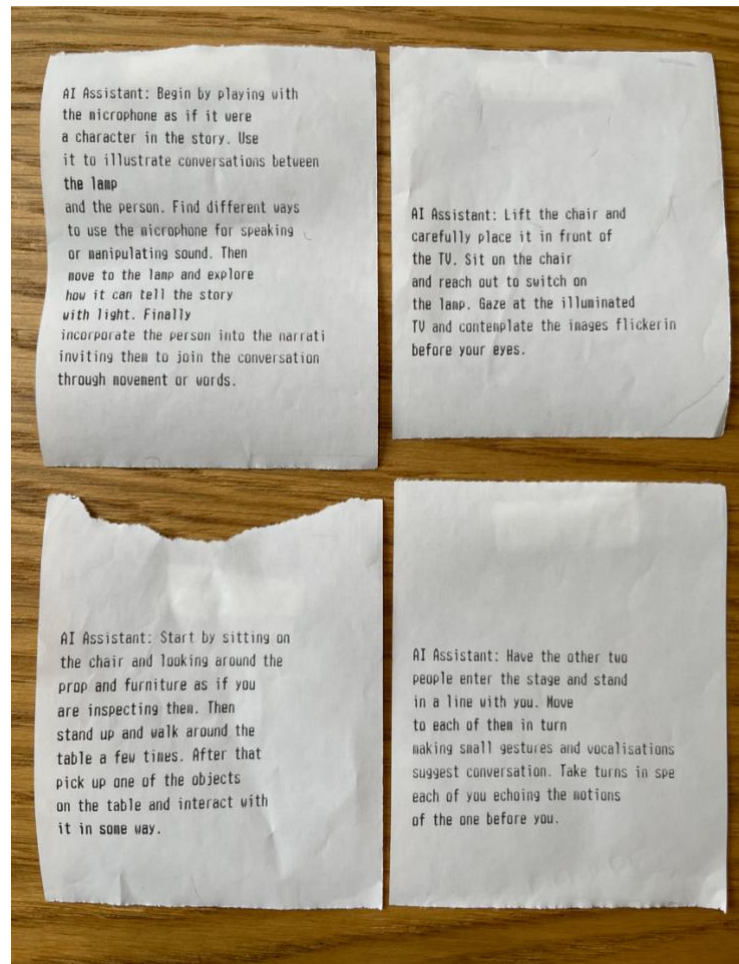 AI Assistant: Begin by playing with
the microphone as if it were
a character in the story. Use
it to illustrate conversations between
the lamp
and the person. Find different ways
to use the microphone for speaking
or manipulating sound. Then
move to the lamp and explore
how it can tell the story
with light. Finally
incorporate the person into the narrati
inviting them to join the conversation
through movement or words.
AI Assistant: Lift the chair and
carefully place it in front of
the TV. Sit on the chair
and reach out to switch on
the lamp. Gaze at the illuminated
TV and contemplate the images flickerin
before your eyes.
AI Assistant: Start by sitting on
the chair and looking around the
prop and furniture as if you
are inspecting them. Then
stand up and walk around the
table a few times. After that
pick up one of the objects
on the table and interact with
it in some way.
AI Assistant: Have the other two
people enter the stage and stand
in a line with you. Move
to each of them in turn
making small gestures and vocalisations
suggest conversation. Take turns in spe
each of you echoing the motions
of the one before you.